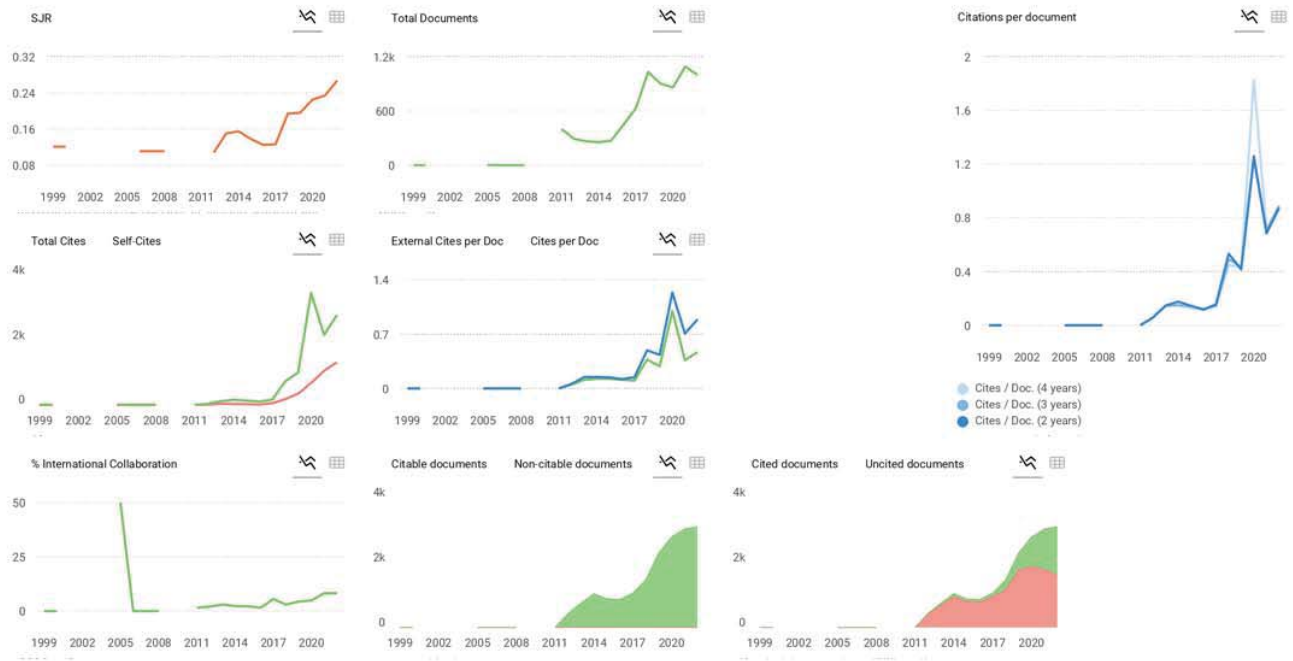 SJR
0.32
0.24
0.16
0.08
1999 2002 2005 2008 2011 2014 2017 2020
Total Documents
1.2k
600
0
1999 2002 2005 2008 2011 2014 2017 2020
Citations per document
2
1.6
1.2
0.8
0.4
0
1999 2002 2005 2008 2011 2014 2017 2020
Cites / Doc. (4 years)
Cites / Doc. (3 years)
Cites / Doc. (2 years)
Total Cites Self-Cites
4k
2k
0
1999 2002 2005 2008 2011 2014 2017 2020
External Cites per Doc Cites per Doc
1.4
0.7
0
1999 2002 2005 2008 2011 2014 2017 2020
% International Collaboration
50
25
0
1999 2002 2005 2008 2011 2014 2017 2020
Citable documents Non-citable documents
4k
2k
0
1999 2002 2005 2008 2011 2014 2017 2020
Cited documents Uncited documents
4k
2k
0
1999 2002 2005 2008 2011 2014 2017 2020